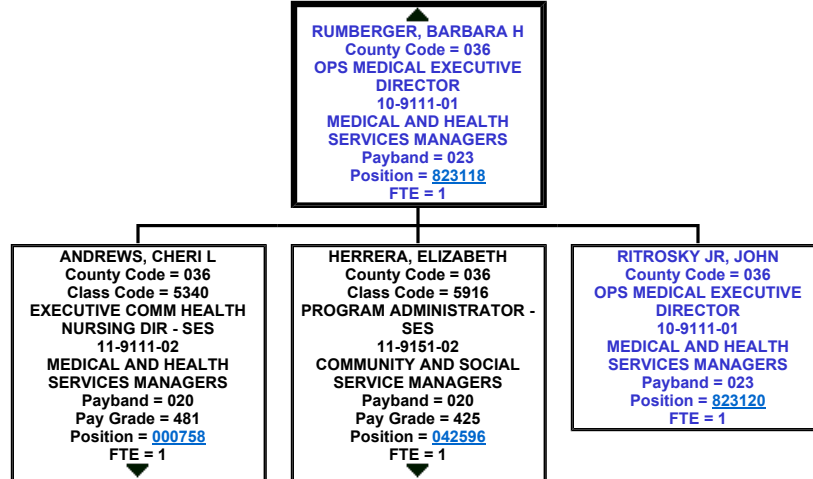 RUMBERGER, BARBARA H
County Code = 036
OPS MEDICAL EXECUTIVE
DIRECTOR
10-9111-01
MEDICAL AND HEALTH
SERVICES MANAGERS
Payband = 023
Position = 823118
FTE = 1
ANDREWS, CHERI L
County Code = 036
Class Code = 5340
EXECUTIVE COMM HEALTH
NURSING DIR - SES
11-9111-02
MEDICAL AND HEALTH
SERVICES MANAGERS
Payband = 020
Pay Grade = 481
Position = 000758
FTE = 1
HERRERA, ELIZABETH
County Code = 036
Class Code = 5916
PROGRAM ADMINISTRATOR -
SES
11-9151-02
COMMUNITY AND SOCIAL
SERVICE MANAGERS
Payband = 020
Pay Grade = 425
Position = 042596
FTE = 1
RITROSKY JR, JOHN
County Code = 036
OPS MEDICAL EXECUTIVE
DIRECTOR
10-9111-01
MEDICAL AND HEALTH
SERVICES MANAGERS
Payband = 023
Position = 823120
FTE = 1